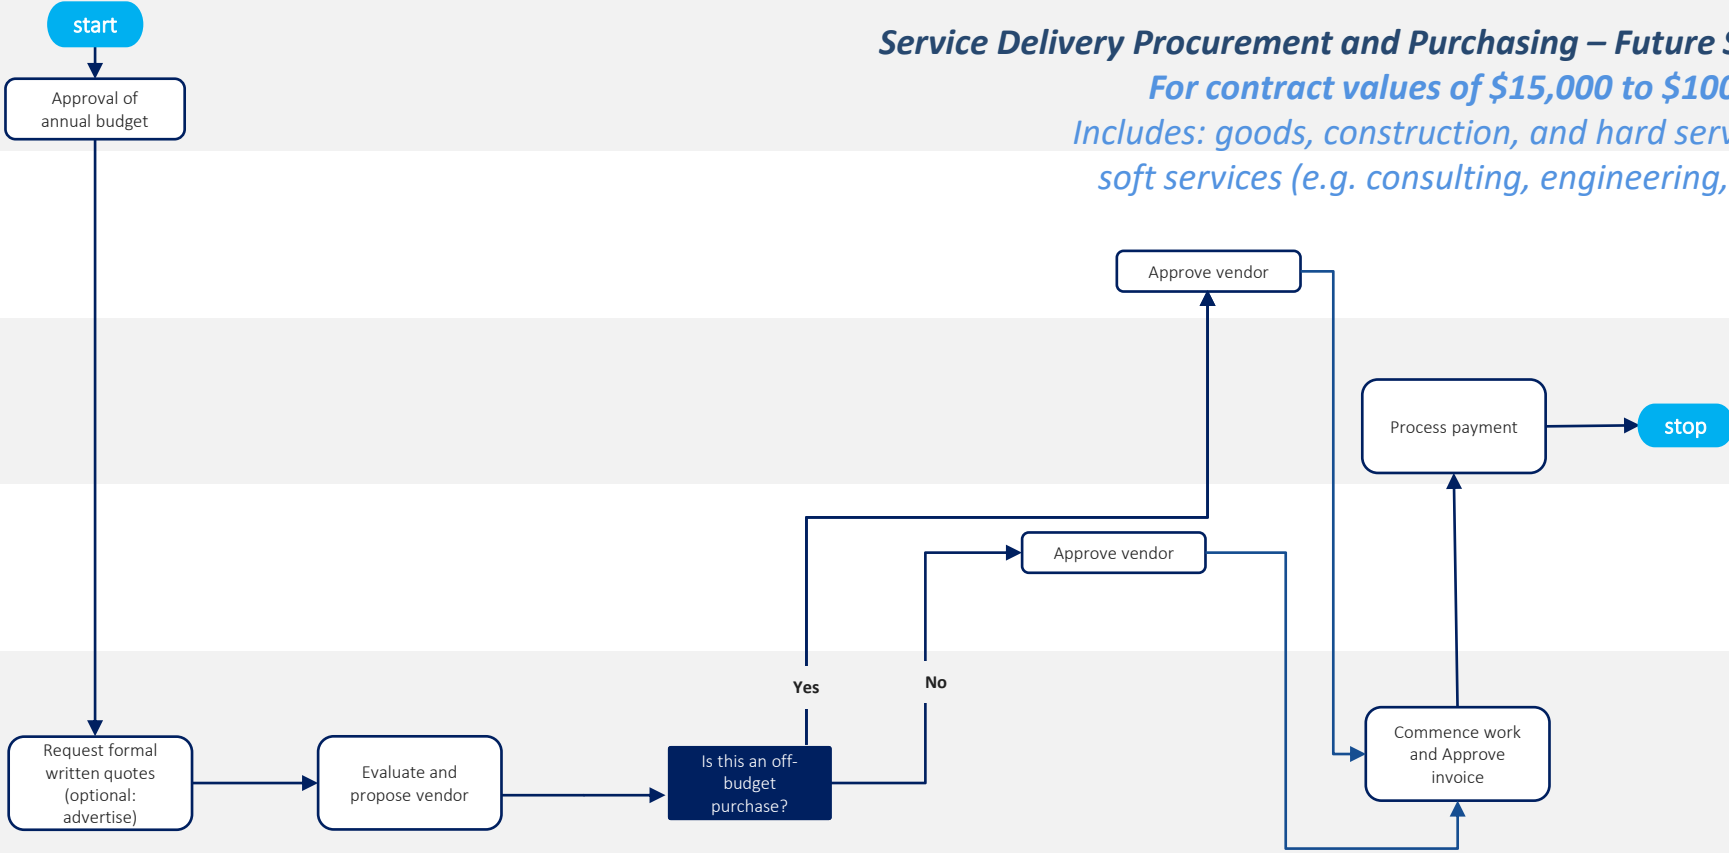 start
Approval of
annual budget
Service Delivery Procurement and Purchasing – Future
For contract values of $15,000 to $100
Includes: goods, construction, and hard
soft services (e.g. consulting, engineering,
Approve vendor
Process payment
stop
Approve vendor
Yes
No
Request formal
written quotes
(optional:
advertise)
Evaluate and
propose vendor
Is this an off-
budget
purchase?
Commence work
and Approve
invoice